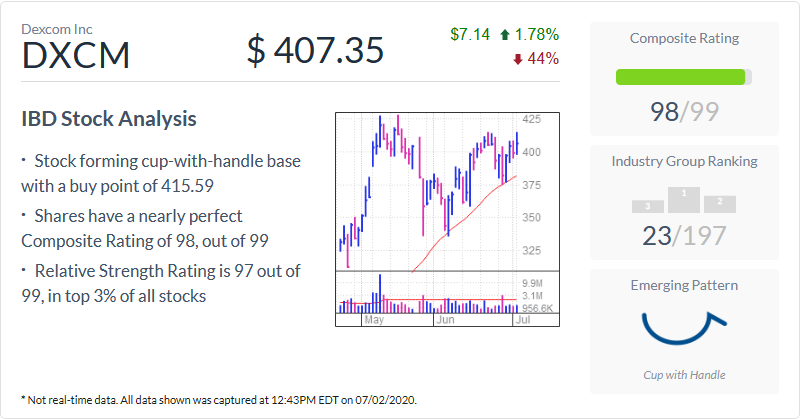 Dexcom Inc
DXCM
$ 407.35
$7.14 1.78%
44%
IBD Stock Analysis
· Stock forming cup-with-handle base
with a buy point of 415.59
· Shares have a nearly perfect
Composite Rating of 98, out of 99
· Relative Strength Rating is 97 out of
99, in top 3% of all stocks
425
400
375
350
325
9.9M
3.1M
956.6K
May Jun Jul
Composite Rating
98/99
Industry Group Ranking
3 1 2
23/197
Emerging Pattern
Cup with Handle
* Not real-time data. All data shown was captured at 12:43PM EDT on 07/02/2020.